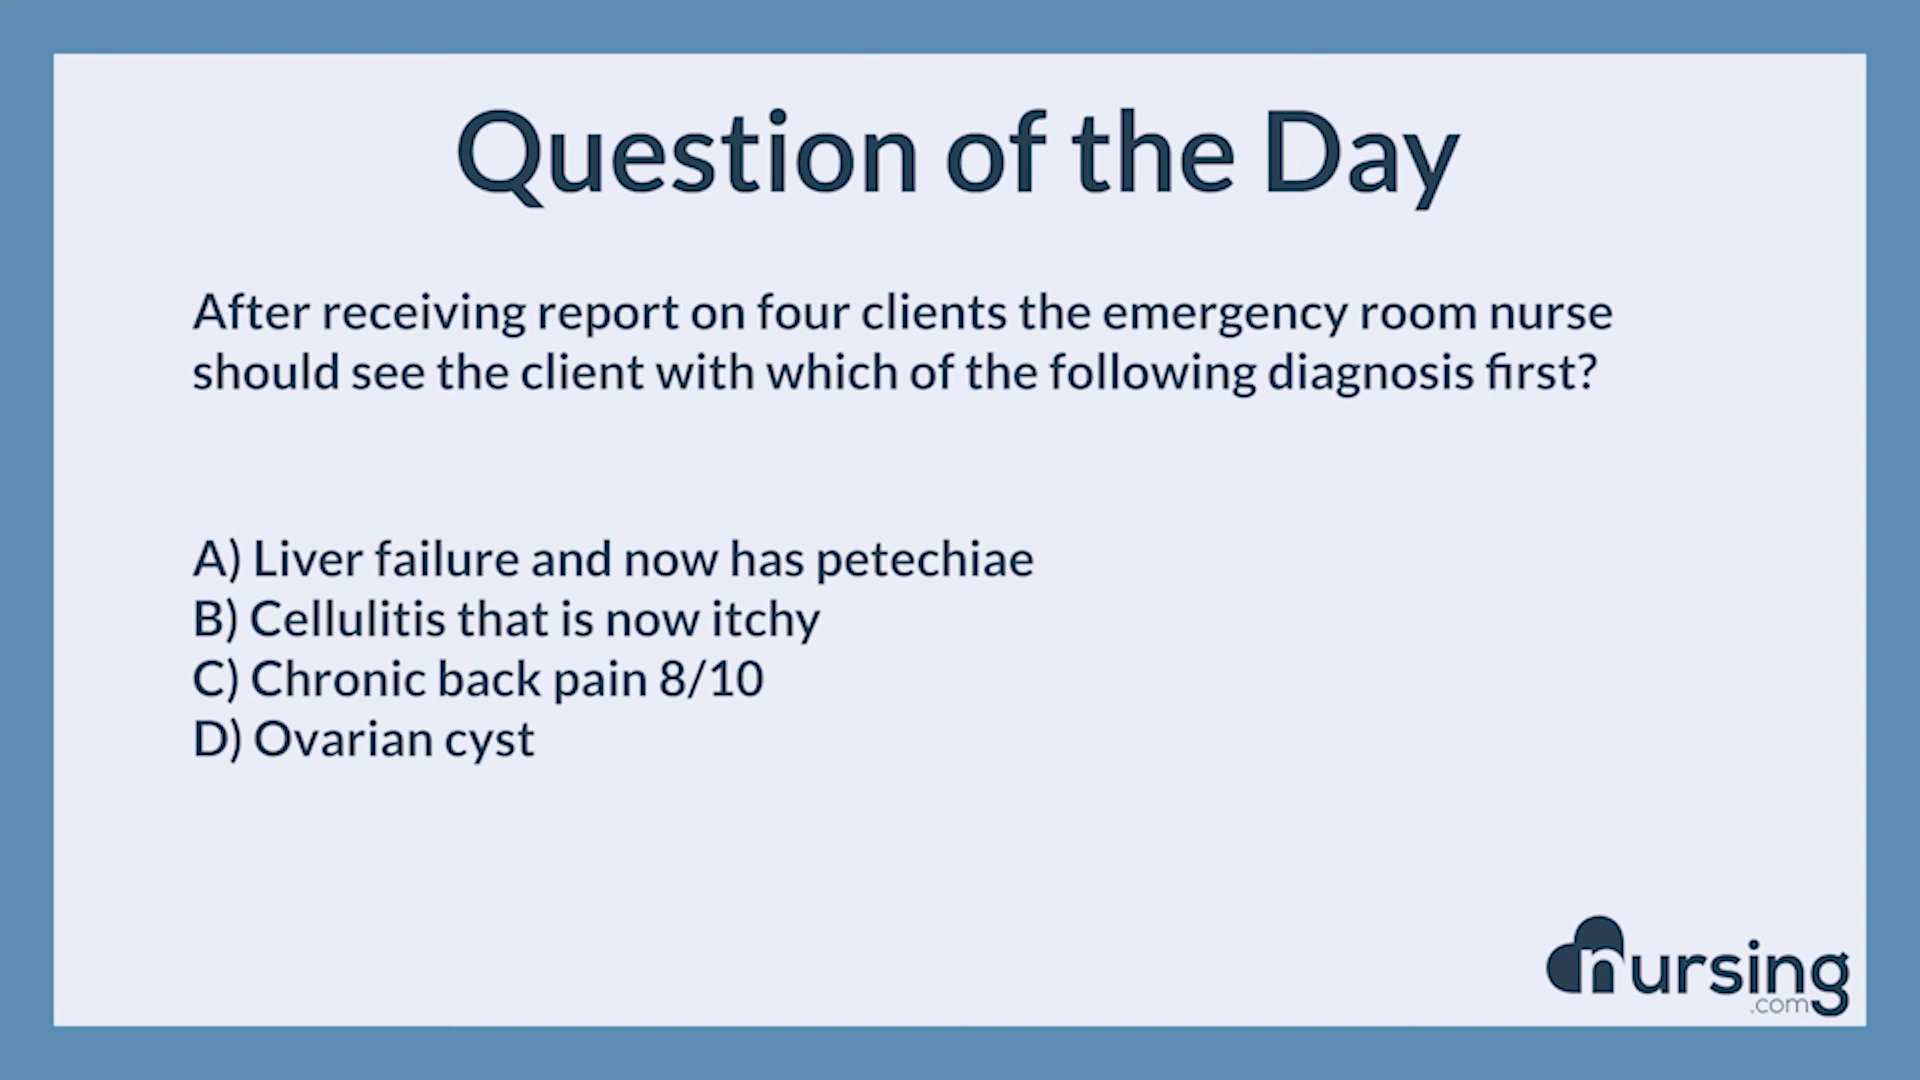 Question of the Day
After receiving report on four clients the emergency room nurse
should see the client with which of the following diagnosis first?
A) Liver failure and now has petechiae
B) Cellulitis that is now itchy
C) Chronic back pain 8/10
D) Ovarian cyst
nursing
.com